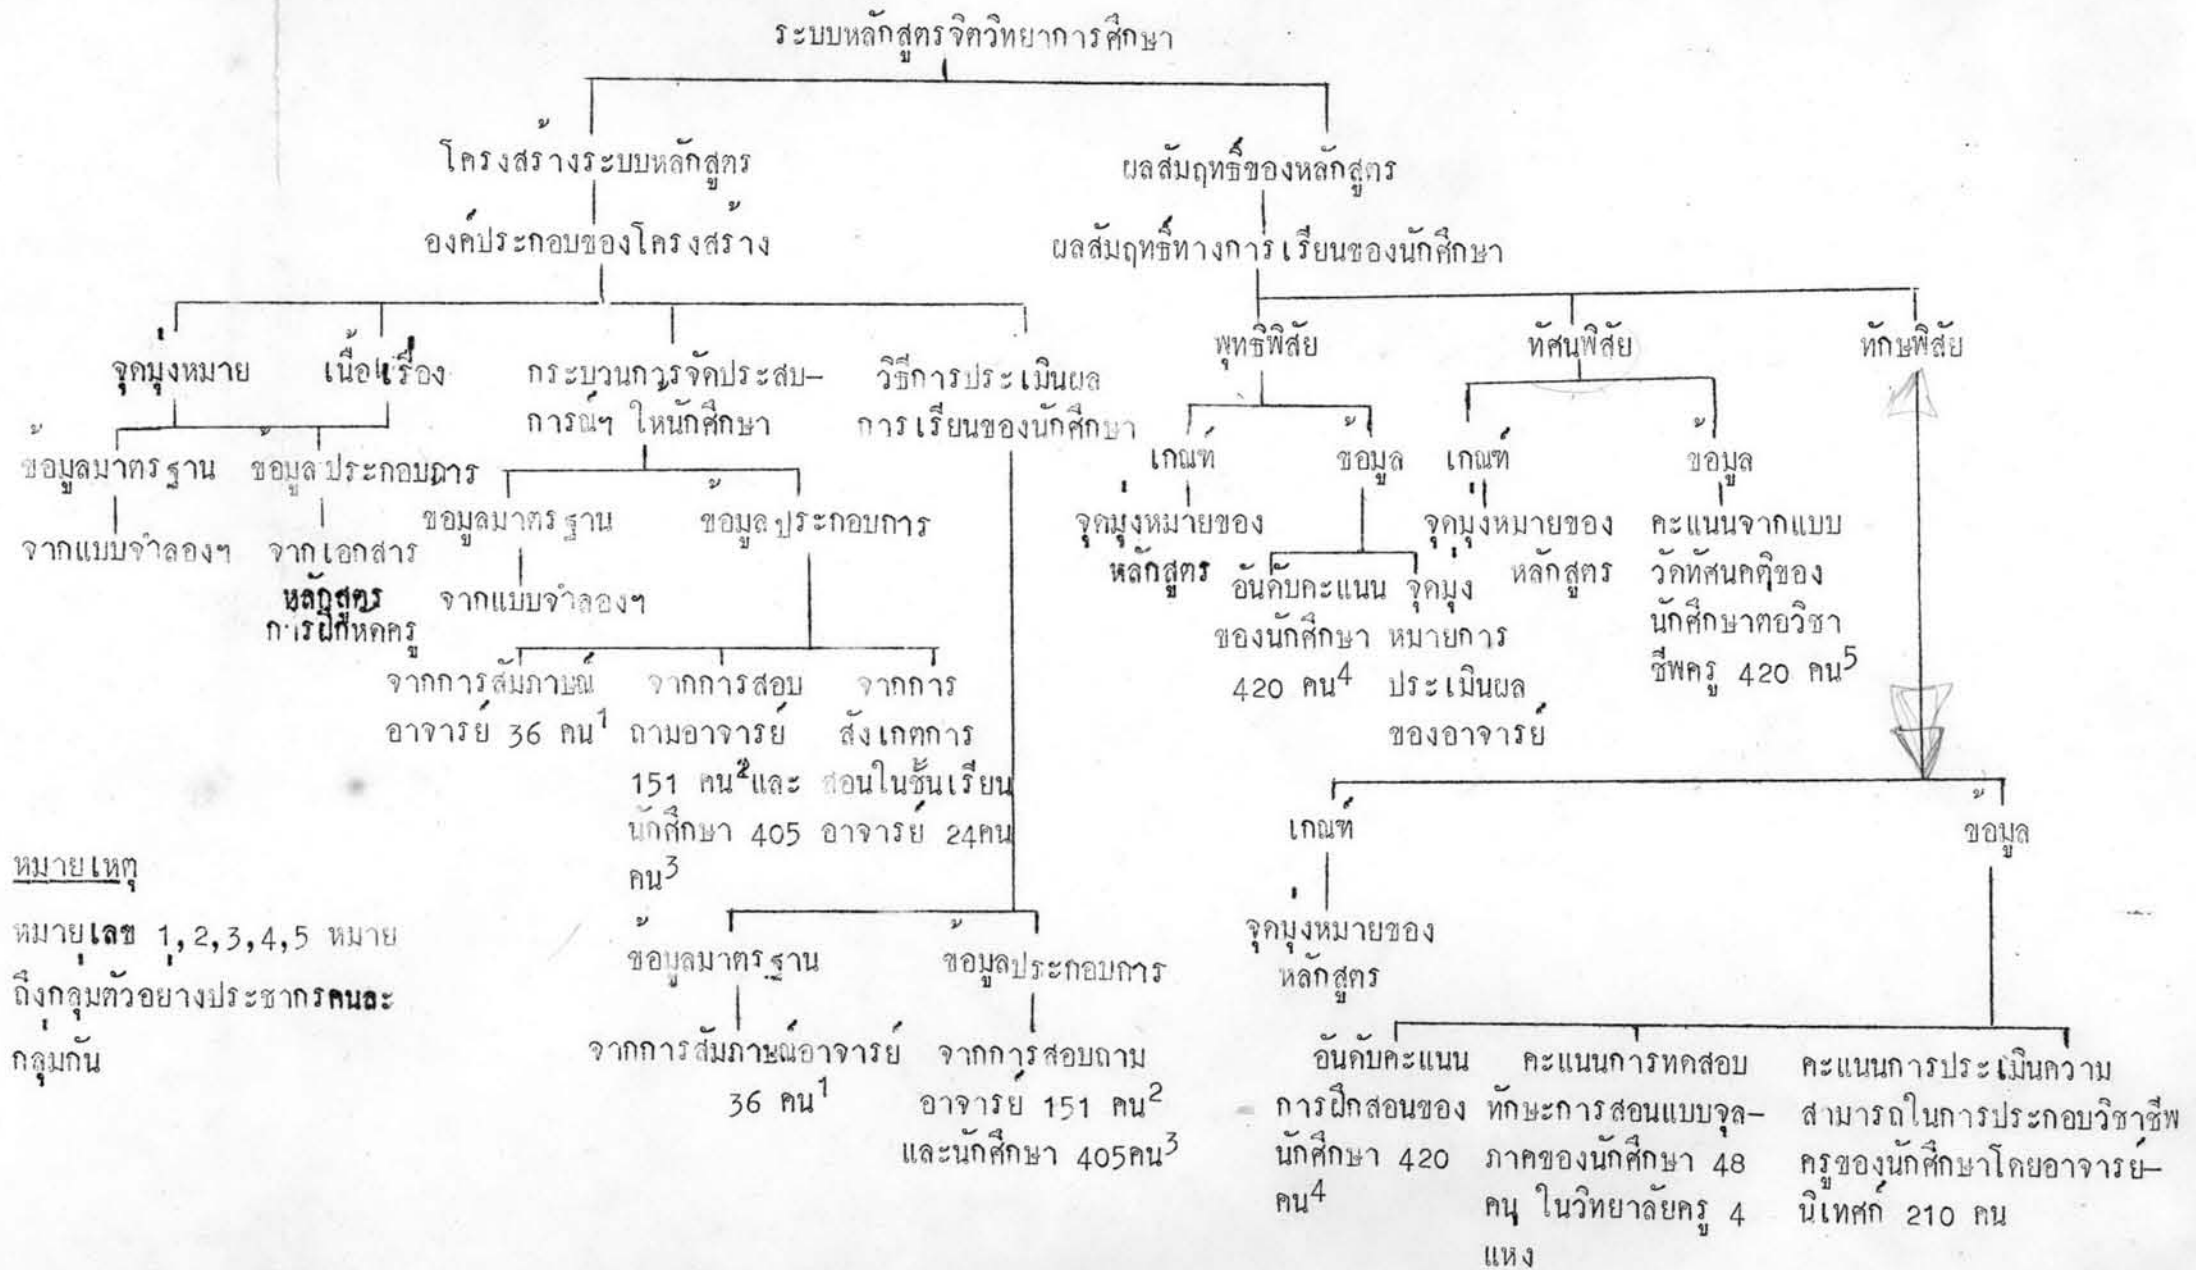 ระบบหลักสูตรจิตวิทยาการศึกษา
โครงสร้างระบบหลักสูตร
องค์ประกอบของโครงสร้าง
จุดมุ่งหมาย
เนื้อเรื่อง
ข้อมูลมาตรฐาน
จากแบบจำลองฯ
ข้อมูลประกอบการ
จากเอกสาร
หลักสูตร
การฝึกหัดครู
กระบวนการจัดประสบ-
การณ์ฯ ให้นักศึกษา
ข้อมูลมาตรฐาน
จากแบบจำลองฯ
ข้อมูลประกอบการ
จากการสัมภาษณ์
อาจารย์ 36 คน1
จากการสอบ
ถามอาจารย์
151 คน2และ
นักศึกษา 405
คน3
จากการ
สังเกตการ
สอนในชั้นเรียน
อาจารย์ 24คน
วิธีการประเมินผล
การเรียนของนักศึกษา
ข้อมูลมาตรฐาน
จากการสัมภาษณ์อาจารย์
36 คน1
ข้อมูลประกอบการ
จากการสอบถาม
อาจารย์ 151 คน2
และนักศึกษา 405คน3
ผลสัมฤทธิ์ของหลักสูตร
ผลสัมฤทธิ์ทางการเรียนของนักศึกษา
พุทธิพิสัย
เกณฑ์
จุดมุ่งหมายของ
หลักสูตร
ข้อมูล
อันดับคะแนน
ของนักศึกษา
420 คน4
จุดมุ่ง
หมายการ
ประเมินผล
ของอาจารย์
ทัศนพิสัย
เกณฑ์
จุดมุ่งหมายของ
หลักสูตร
ข้อมูล
คะแนนจากแบบ
วัดทัศนคติของ
นักศึกษาตอวิชา
ชีพครู 420 คน5
ทักษพิสัย
เกณฑ์
จุดมุ่งหมายของ
หลักสูตร
ข้อมูล
อันดับคะแนน
การฝึกสอนของ
นักศึกษา 420
คน4
คะแนนการทดสอบ
ทักษะการสอนแบบจุล-
ภาคของนักศึกษา 48
คน ในวิทยาลัยครู 4
แหง
คะแนนการประเมินความ
สามารถในการประกอบวิชาชีพ
ครูของนักศึกษาโดยอาจารย์-
นิเทศก์ 210 คน
หมายเหตุ
หมายเลข 1,2,3,4,5 หมาย
ถึงกลุ่มตัวอย่างประชากรคนละ
กลุ่มกัน